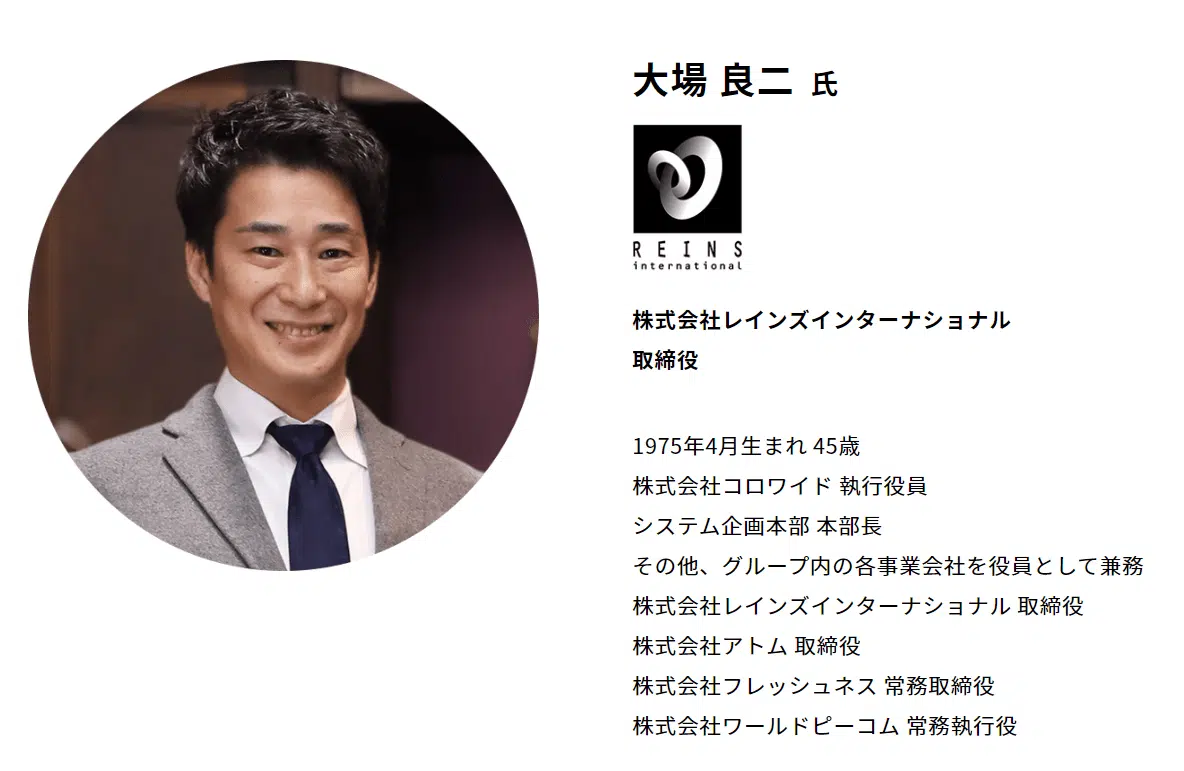 大場 良二 氏
REINS
international
株式会社レインズインターナショナル
取締役
1975年4月生まれ 45歳
株式会社コロワイド 執行役員
システム企画本部 本部長
その他、グループ内の各事業会社を役員として兼務
株式会社レインズインターナショナル 取締役
株式会社アトム 取締役
株式会社フレッシュネス 常務取締役
株式会社ワールドピーコム 常務執行役